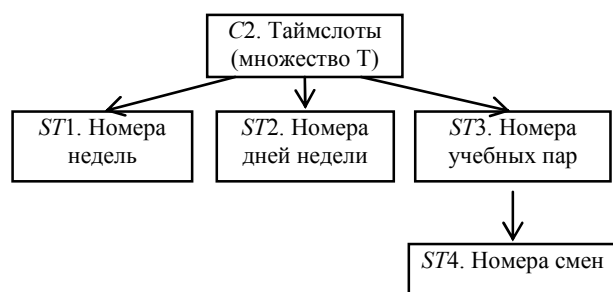 C2. Таймслоты
(множество T)
ST1. Номера
недель
ST2. Номера
дней недели
ST3. Номера
учебных пар
ST4. Номера смен